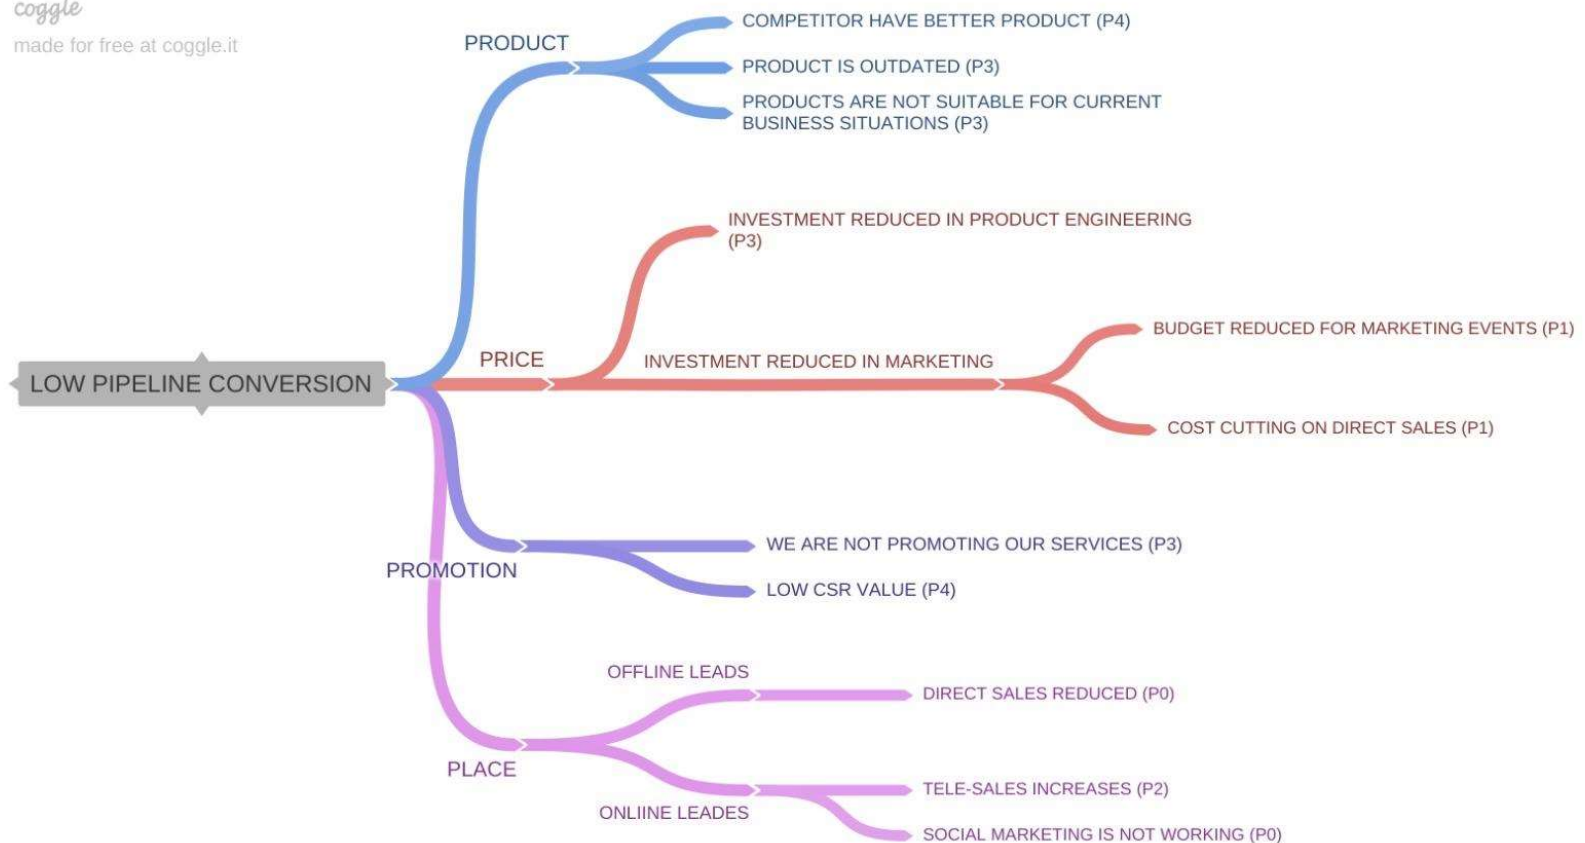 coggle
made for free at coggle.it
PRODUCT
COMPETITOR HAVE BETTER PRODUCT (P4)
PRODUCT IS OUTDATED (P3)
PRODUCTS ARE NOT SUITABLE FOR CURRENT
BUSINESS SITUATIONS (P3)
INVESTMENT REDUCED IN PRODUCT ENGINEERING
(P3)
LOW PIPELINE CONVERSION
PRICE
INVESTMENT REDUCED IN MARKETING
BUDGET REDUCED FOR MARKETING EVENTS (P1)
COST CUTTING ON DIRECT SALES (P1)
PROMOTION
WE ARE NOT PROMOTING OUR SERVICES (P3)
LOW CSR VALUE (P4)
PLACE
OFFLINE LEADS
DIRECT SALES REDUCED (P0)
ONLIINE LEADES
TELE-SALES INCREASES (P2)
SOCIAL MARKETING IS NOT WORKING (P0)